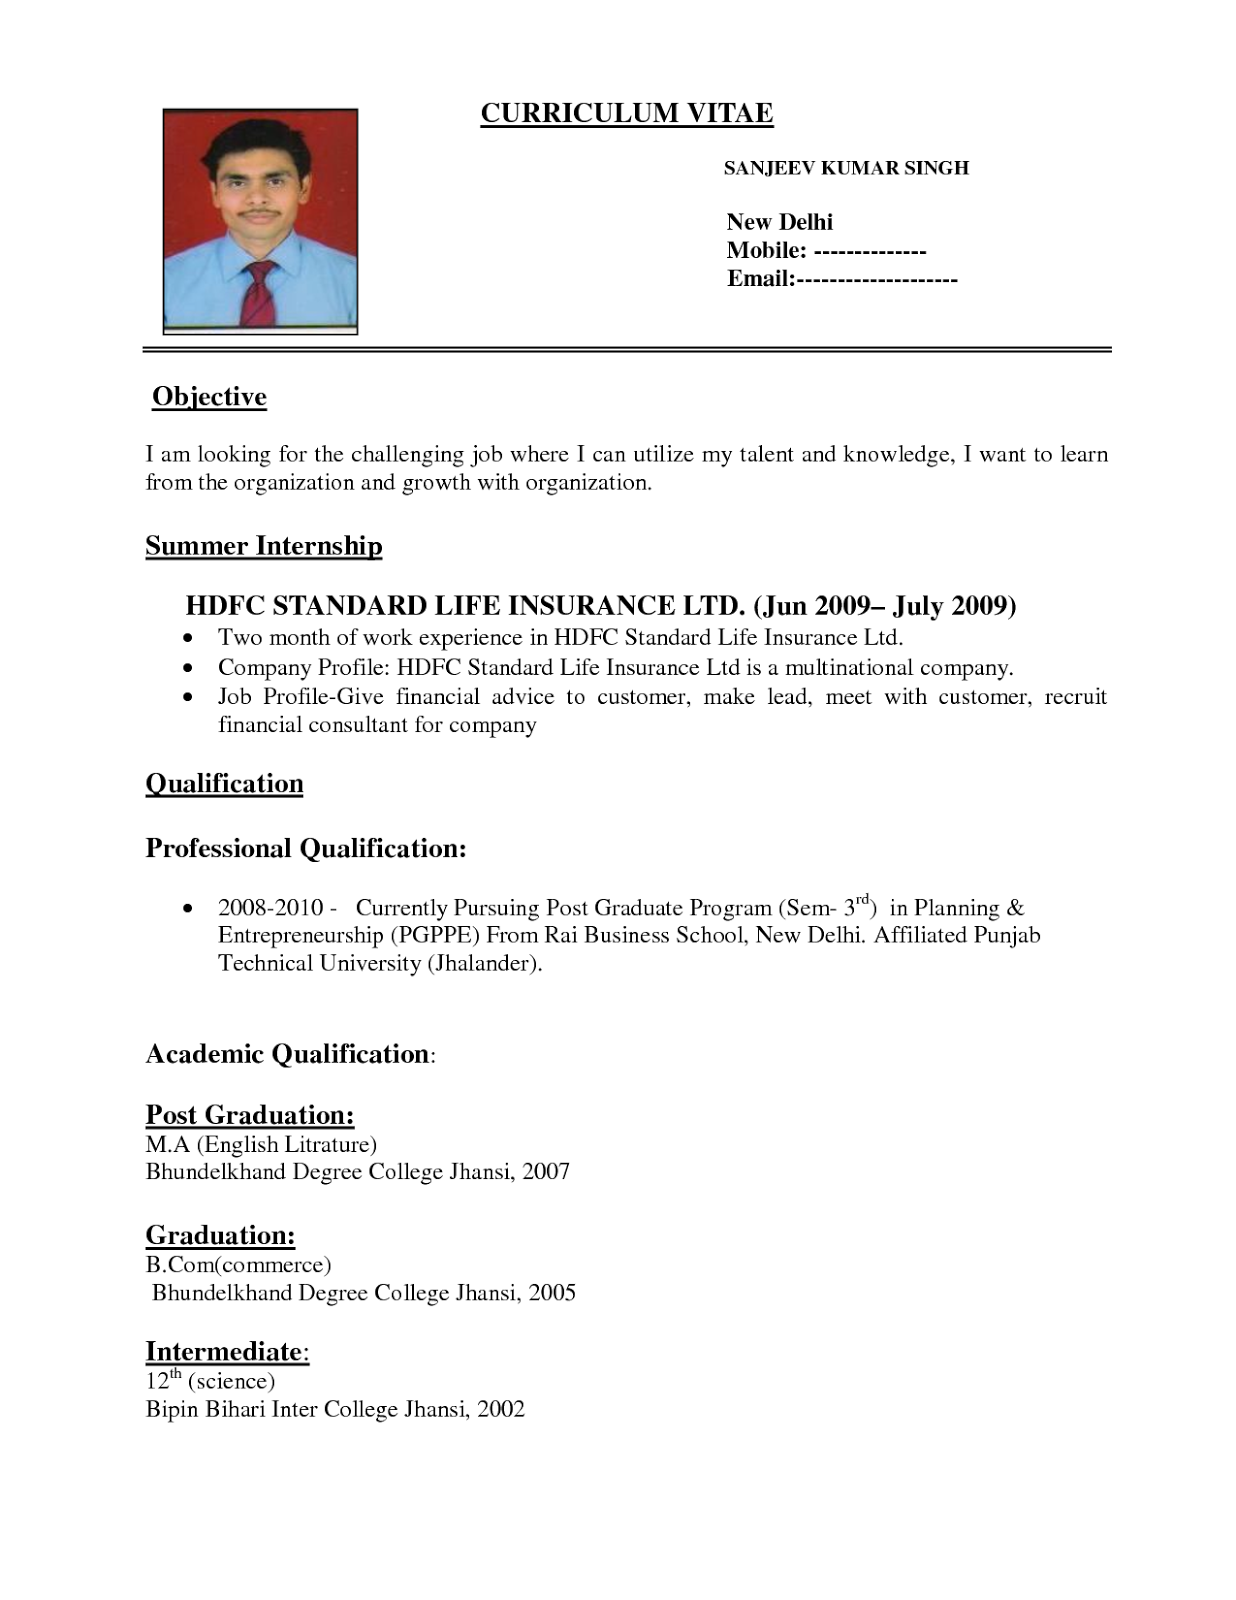 CURRICULUM VITAE
SANJEEV KUMAR SINGH
New Delhi
Mobile: --------------
Email:--------------------
Objective
I am looking for the challenging job where I can utilize my talent and knowledge, I want to learn
from the organization and growth with organization.
Summer Internship
HDFC STANDARD LIFE INSURANCE LTD. (Jun 2009– July 2009)
• Two month of work experience in HDFC Standard Life Insurance Ltd.
• Company Profile: HDFC Standard Life Insurance Ltd is a multinational company.
• Job Profile-Give financial advice to customer, make lead, meet with customer, recruit
financial consultant for company
Qualification
Professional Qualification:
• 2008-2010 - Currently Pursuing Post Graduate Program (Sem- 3rd) in Planning &
Entrepreneurship (PGPPE) From Rai Business School, New Delhi. Affiliated Punjab
Technical University (Jhalander).
Academic Qualification:
Post Graduation:
M.A (English Litrature)
Bhundelkhand Degree College Jhansi, 2007
Graduation:
B.Com(commerce)
Bhundelkhand Degree College Jhansi, 2005
Intermediate:
12th (science)
Bipin Bihari Inter College Jhansi, 2002